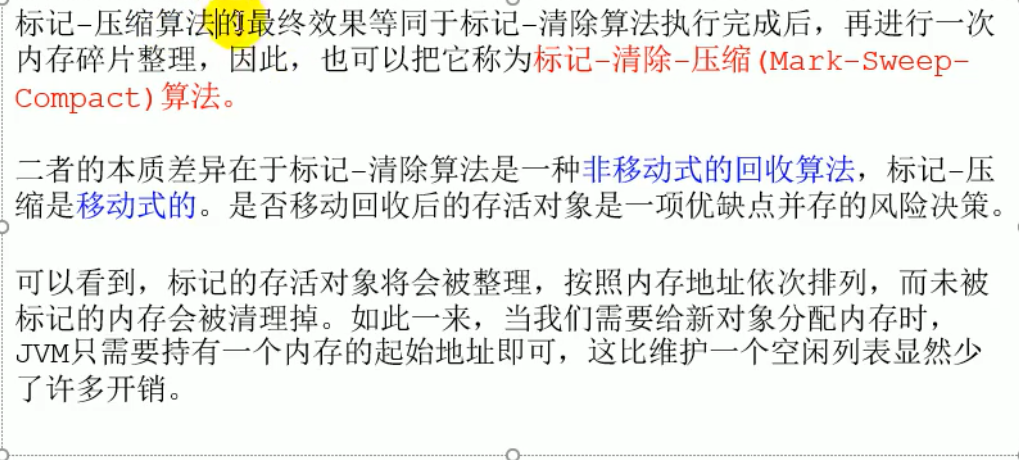 标记-压缩算法的最终效果等同于标记-清除算法执行完成后，再进行一次
内存碎片整理，因此，也可以把它称为标记-清除-压缩(Mark-Sweep-
Compact)算法。
二者的本质差异在于标记-清除算法是一种非移动式的回收算法，标记-压
缩是移动式的。是否移动回收后的存活对象是一项优缺点并存的风险决策。
可以看到，标记的存活对象将会被整理，按照内存地址依次排列，而未被
标记的内存会被清理掉。如此一来，当我们需要给新对象分配内存时，
JVM只需要持有一个内存的起始地址即可，这比维护一个空闲列表显然少
了许多开销。